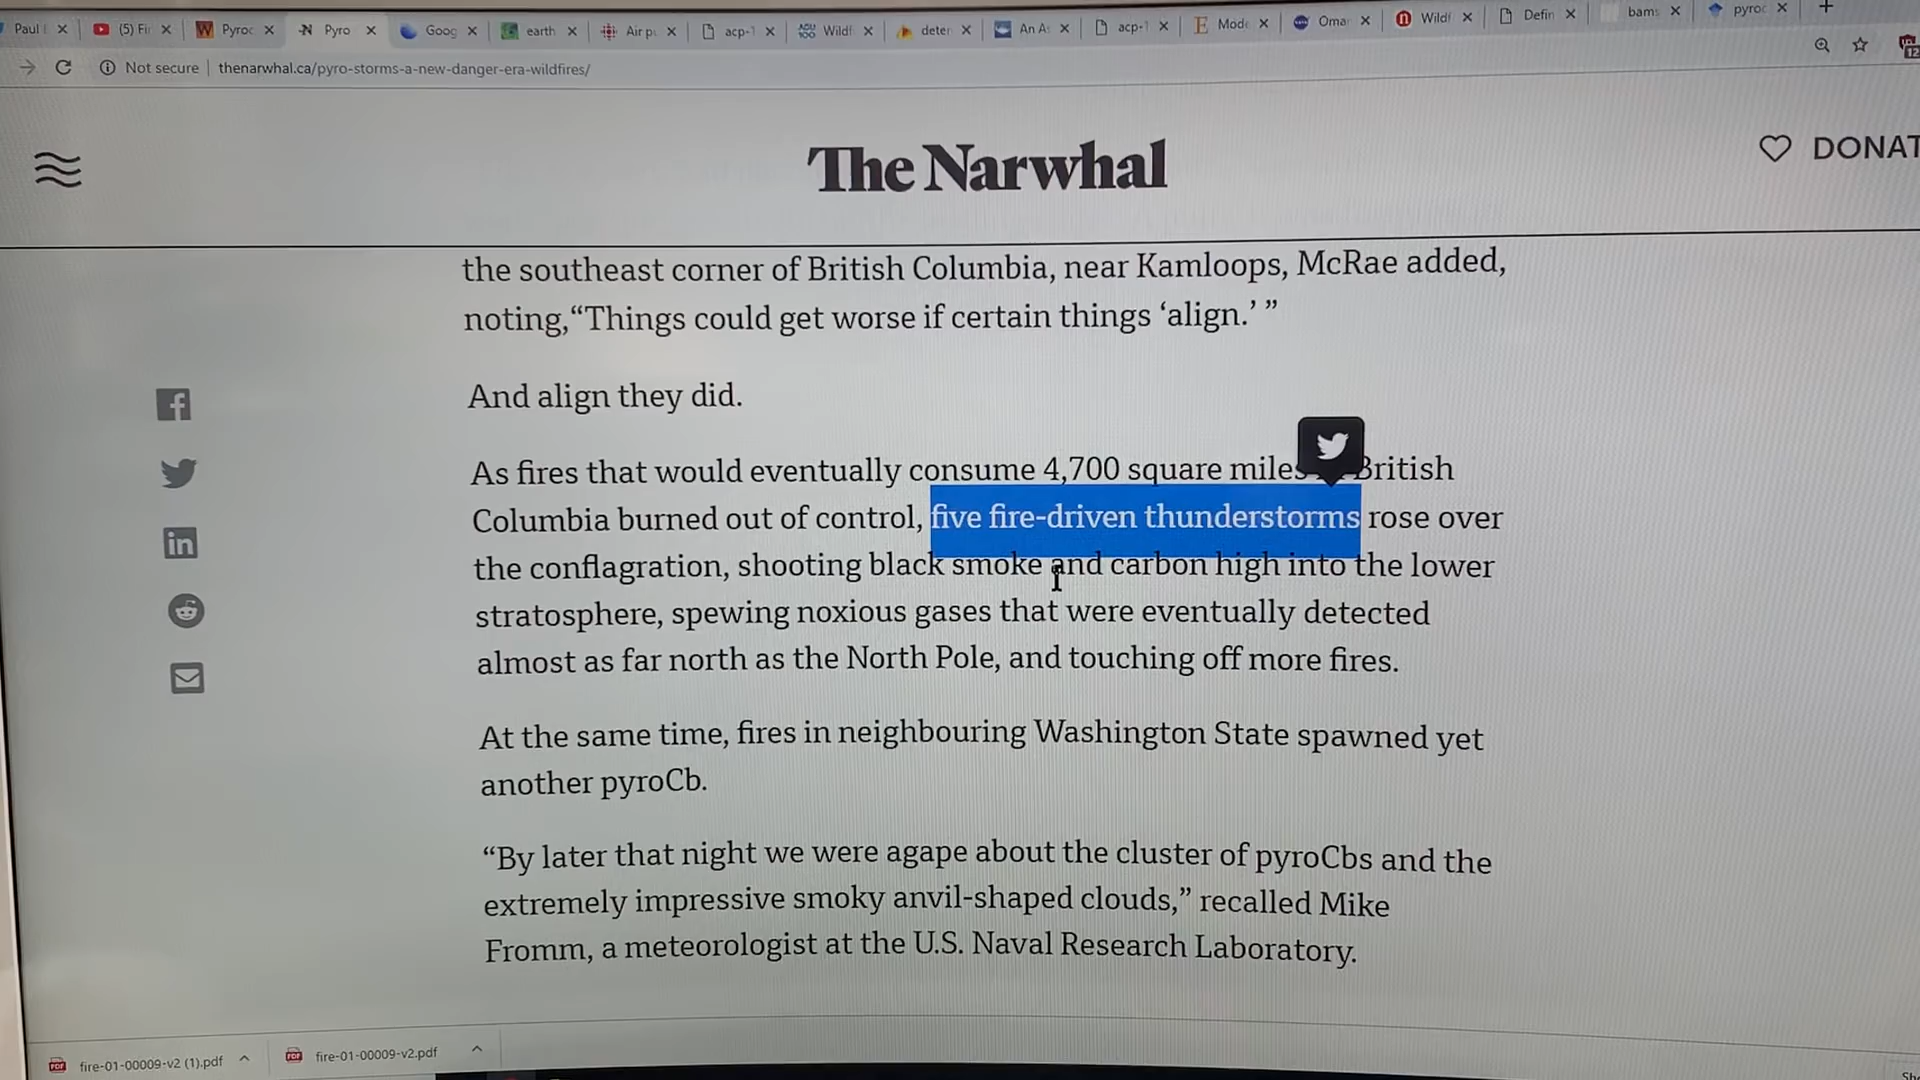 Paul
(5) Fir
Pyroc
Pyro
Goog
earth
Air p
acp-1
Wildf
deter
An A
acp-1
Mode
Oma
Wildf
Defin
bams
pyroc
Not secure | thenarwhal.ca/pyro-storms-a-new-danger-era-wildfires/
12
The Narwhal
DONAT
the southeast corner of British Columbia, near Kamloops, McRae added,
noting,“Things could get worse if certain things ‘align.’ ”
And align they did.
As fires that would eventually consume 4,700 square miles British
Columbia burned out of control, five fire-driven thunderstorms rose over
the conflagration, shooting black smoke and carbon high into the lower
stratosphere, spewing noxious gases that were eventually detected
almost as far north as the North Pole, and touching off more fires.
At the same time, fires in neighbouring Washington State spawned yet
another pyroCb.
“By later that night we were agape about the cluster of pyroCbs and the
extremely impressive smoky anvil-shaped clouds,” recalled Mike
Fromm, a meteorologist at the U.S. Naval Research Laboratory.
fire-01-00009-v2 (1).pdf
fire-01-00009-v2.pdf